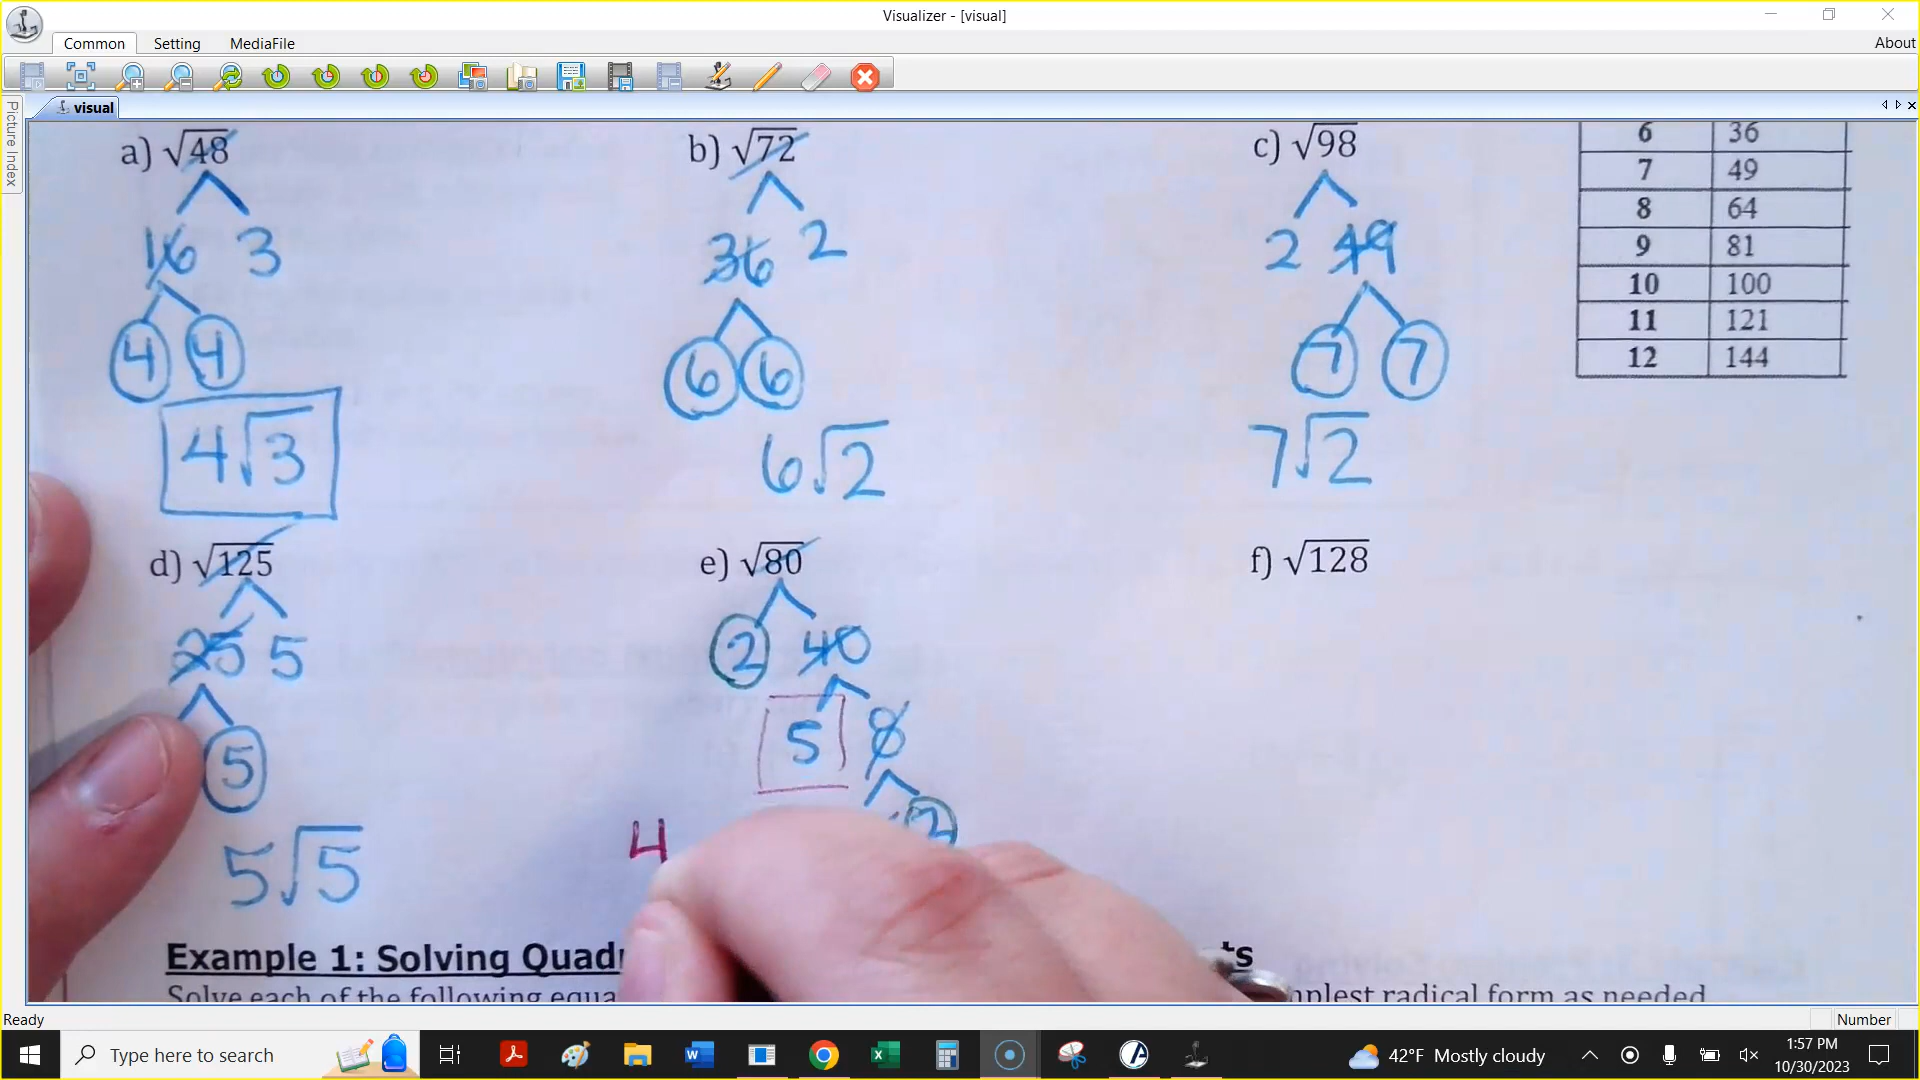 Visualizer - [visual]
Common Setting MediaFile
About
Picture Index
visual
a) √48
16 3
4 4
4√3
b) √72
36 2
6 6
6√2
c) √98
2 49
7 7
7√2
6 36
7 49
8 64
9 81
10 100
11 121
12 144
d) √125
25 5
5
5√5
e) √80
2 40
5 8
2
4
f) √128
Example 1: Solving
Solve each of the following
simplest radical form as needed
Ready
Number
Type here to search
42°F Mostly cloudy
1:57 PM
10/30/2023